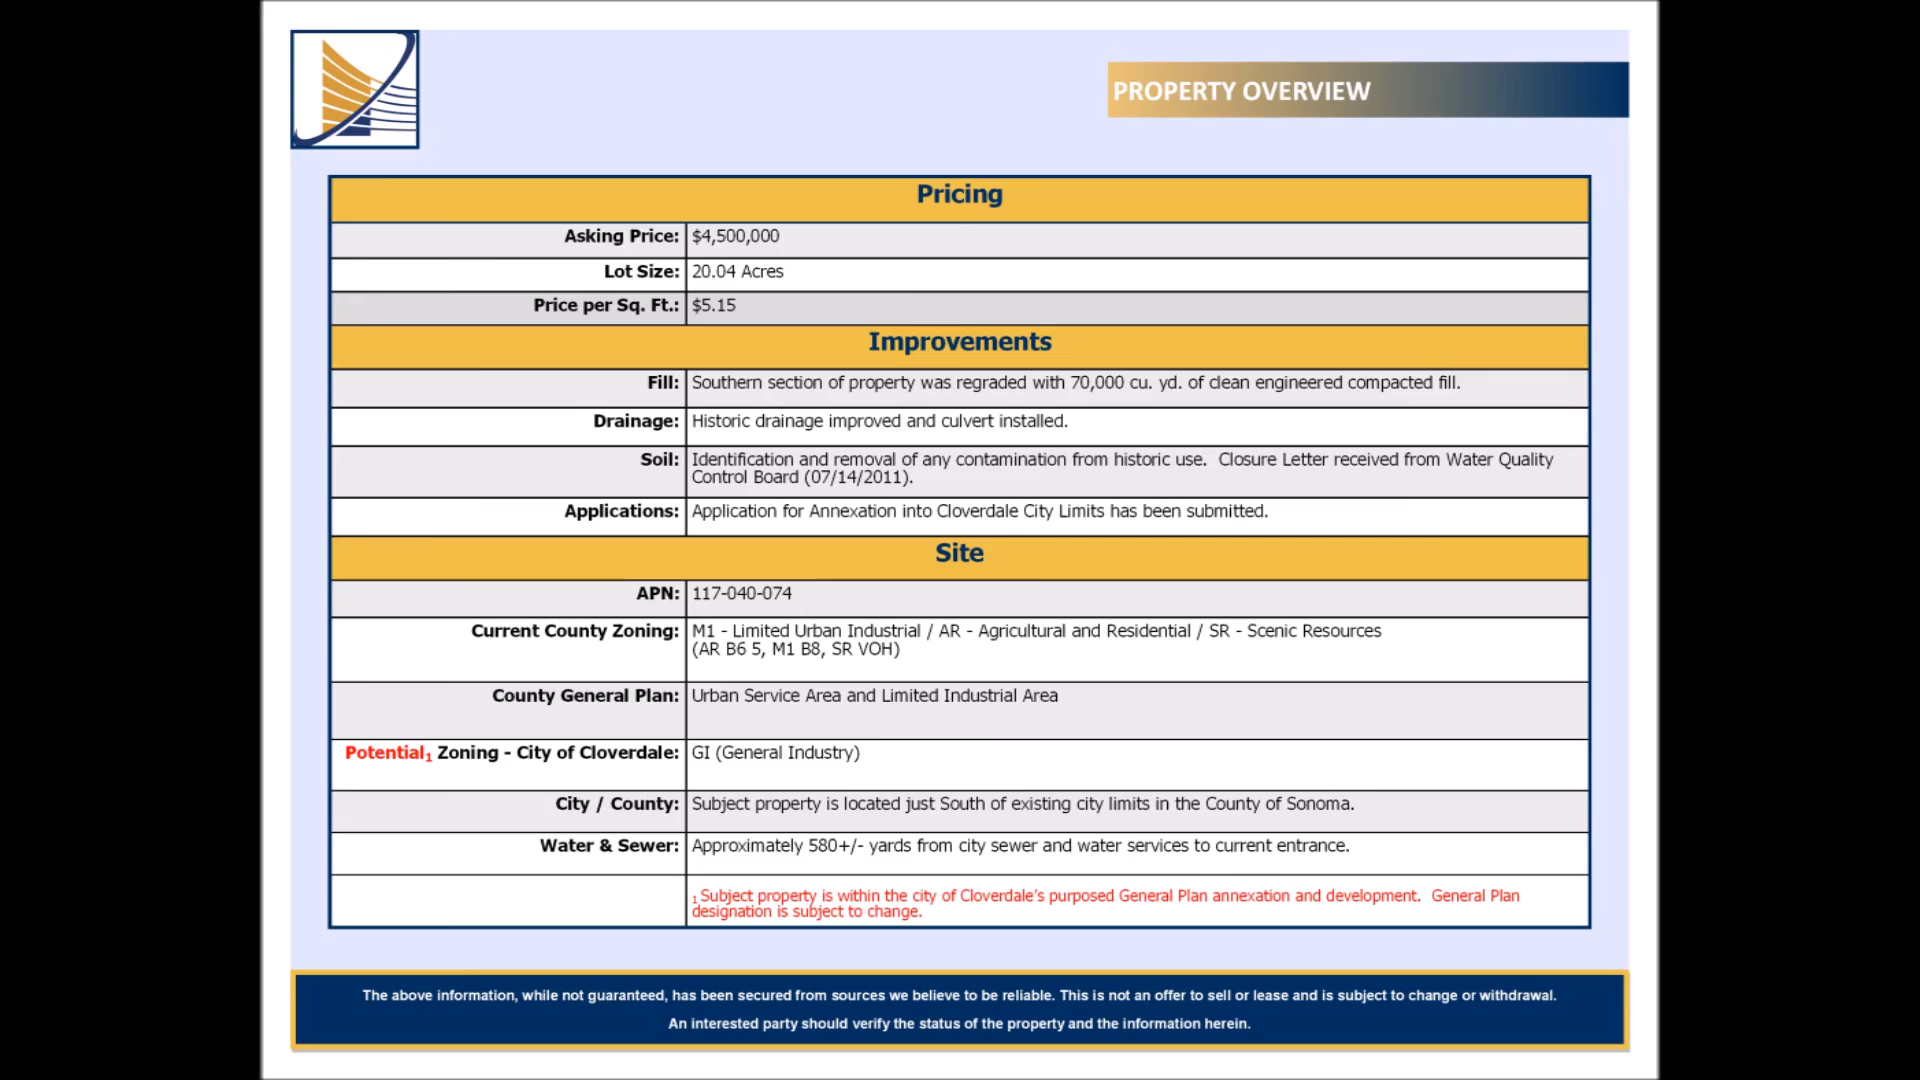 PROPERTY OVERVIEW
Pricing
Asking Price: $4,500,000
Lot Size: 20.04 Acres
Price per Sq. Ft.: $5.15
Improvements
Fill: Southern section of property was regraded with 70,000 cu. yd. of clean engineered compacted fill.
Drainage: Historic drainage improved and culvert installed.
Soil: Identification and removal of any contamination from historic use.  Closure Letter received from Water Quality
Control Board (07/14/2011).
Applications: Application for Annexation into Cloverdale City Limits has been submitted.
Site
APN: 117-040-074
Current County Zoning: M1 - Limited Urban Industrial / AR - Agricultural and Residential / SR - Scenic Resources
(AR B6 5, M1 B8, SR VOH)
County General Plan: Urban Service Area and Limited Industrial Area
Potential₁ Zoning - City of Cloverdale: GI (General Industry)
City / County: Subject property is located just South of existing city limits in the County of Sonoma.
Water & Sewer: Approximately 580+/- yards from city sewer and water services to current entrance.
₁ Subject property is within the city of Cloverdale's purposed General Plan annexation and development.  General Plan
designation is subject to change.
The above information, while not guaranteed, has been secured from sources we believe to be reliable. This is not an offer to sell or lease and is subject to change or withdrawal.
An interested party should verify the status of the property and the information herein.